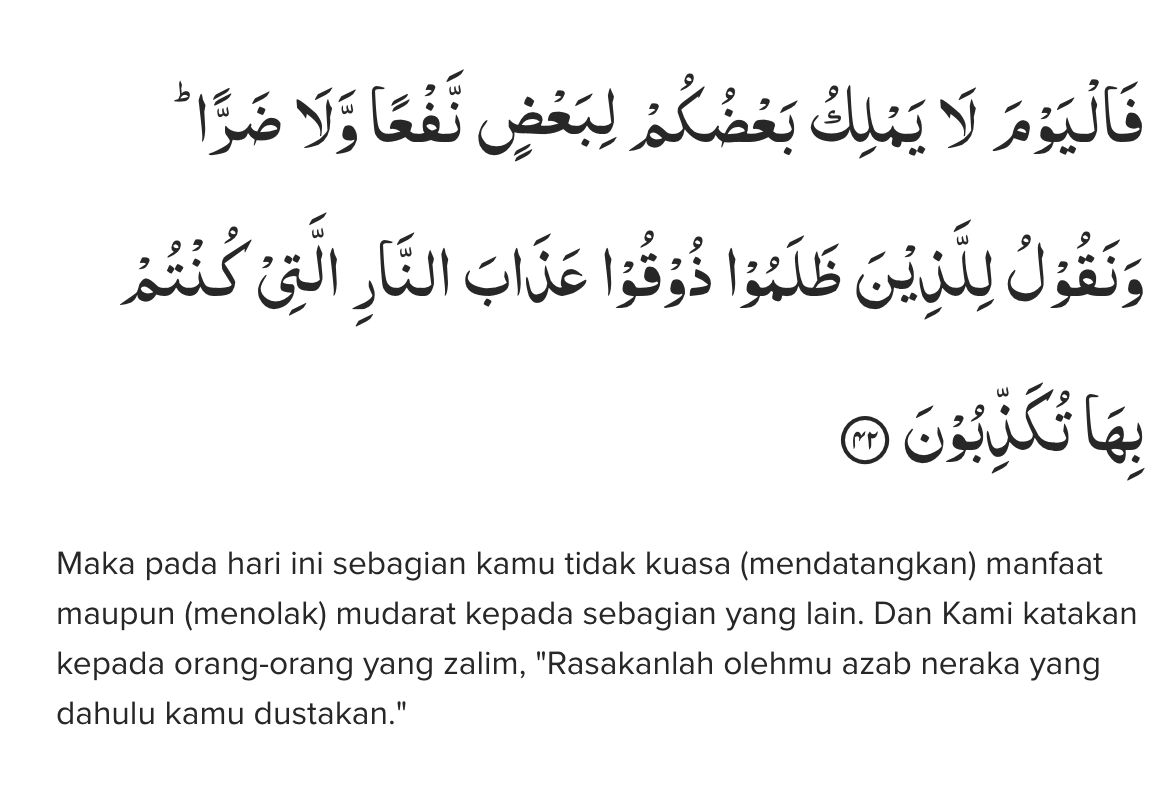 فَالْيَوْمَ لَا يَمْلِكُ بَعْضُكُمْ لِبَعْضٍ نَّفْعًا وَّلَا ضَرًّا ۗ
وَنَقُوْلُ لِلَّذِيْنَ ظَلَمُوْا ذُوْقُوْا عَذَابَ النَّارِ الَّتِيْ كُنْتُمْ
بِهَا تُكَذِّبُوْنَ ۝٤٢
Maka pada hari ini sebagian kamu tidak kuasa (mendatangkan) manfaat
maupun (menolak) mudarat kepada sebagian yang lain. Dan Kami katakan
kepada orang-orang yang zalim, "Rasakanlah olehmu azab neraka yang
dahulu kamu dustakan."